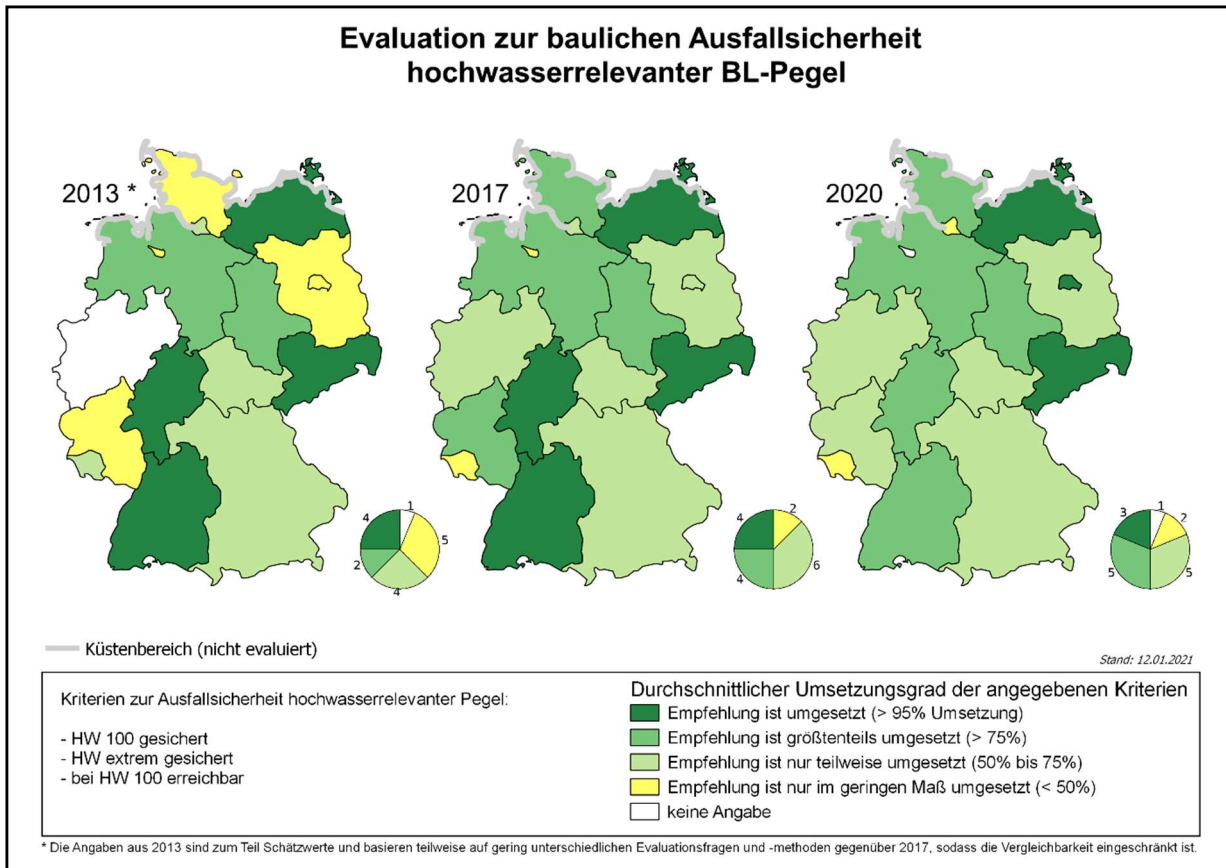 Evaluation zur baulichen Ausfallsicherheit
hochwasserrelevanter BL-Pegel
2013 *
2017
2020
1
5
4
2
4
2
6
4
4
1
2
5
5
3
Küstenbereich (nicht evaluiert)
Stand: 12.01.2021
Kriterien zur Ausfallsicherheit hochwasserrelevanter Pegel:
- HW 100 gesichert
- HW extrem gesichert
- bei HW 100 erreichbar
Durchschnittlicher Umsetzungsgrad der angegebenen Kriterien
Empfehlung ist umgesetzt (> 95% Umsetzung)
Empfehlung ist größtenteils umgesetzt (> 75%)
Empfehlung ist nur teilweise umgesetzt (50% bis 75%)
Empfehlung ist nur im geringen Maß umgesetzt (< 50%)
keine Angabe
* Die Angaben aus 2013 sind zum Teil Schätzwerte und basieren teilweise auf gering unterschiedlichen Evaluationsfragen und -methoden gegenüber 2017, sodass die Vergleichbarkeit eingeschränkt ist.